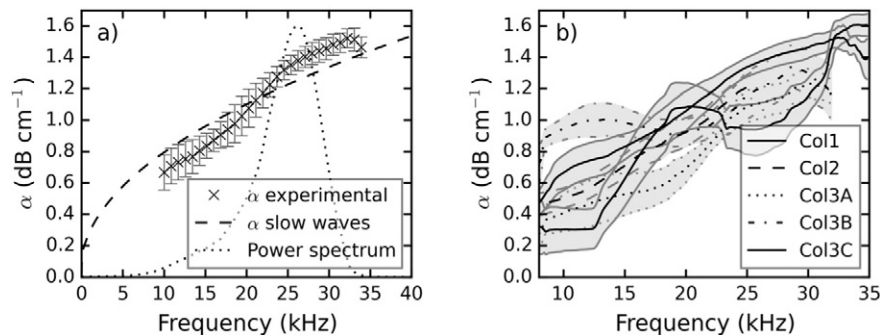 a)
α (dB cm⁻¹)
1.6
1.4
1.2
1.0
0.8
0.6
0.4
0.2
0.0
0 5 10 15 20 25 30 35 40
Frequency (kHz)
α experimental
α slow waves
Power spectrum
b)
α (dB cm⁻¹)
1.6
1.4
1.2
1.0
0.8
0.6
0.4
0.2
0.0
10 15 20 25 30 35
Frequency (kHz)
Col1
Col2
Col3A
Col3B
Col3C